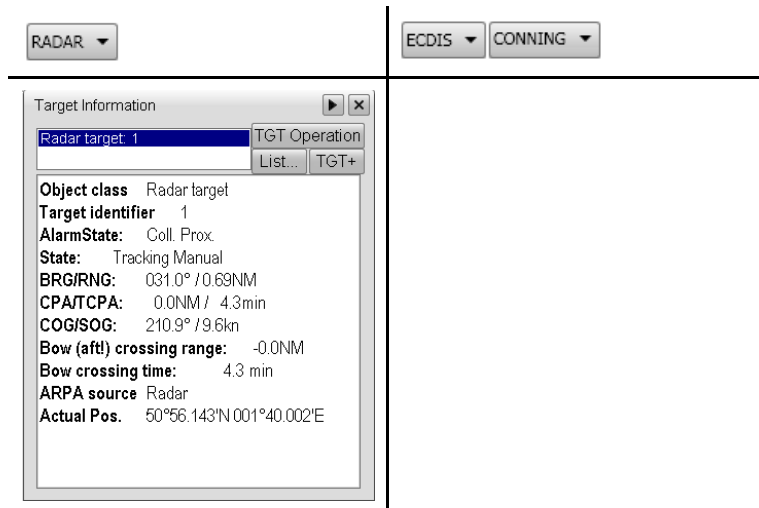 RADAR
ECDIS CONNING
Target Information
Radar target: 1
TGT Operation
List... TGT+
Object class Radar target
Target identifier 1
AlarmState: Coll. Prox.
State: Tracking Manual
BRG/RNG: 031.0° / 0.69NM
CPA/TCPA: 0.0NM / 4.3min
COG/SOG: 210.9° / 9.6kn
Bow (aft!) crossing range: -0.0NM
Bow crossing time: 4.3 min
ARPA source Radar
Actual Pos. 50°56.143'N 001°40.002'E